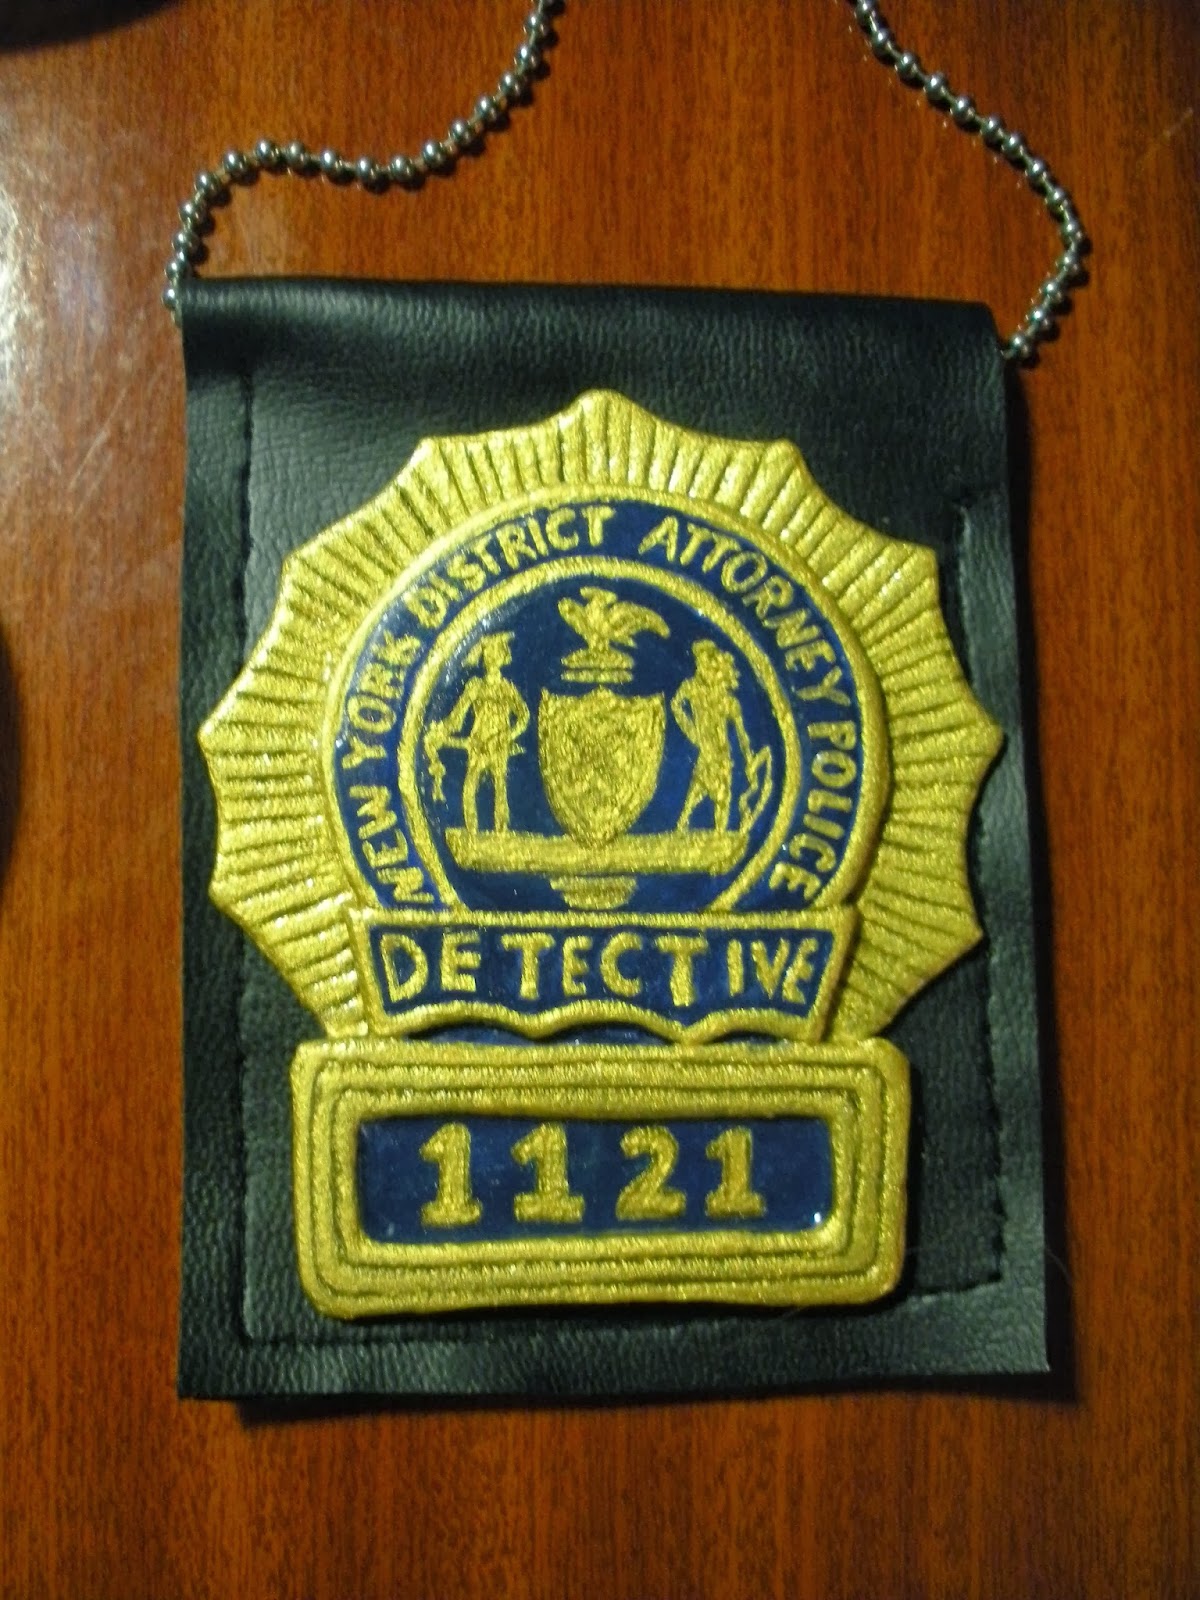 NEW YORK DISTRICT ATTORNEY POLICE
DETECTIVE
1121